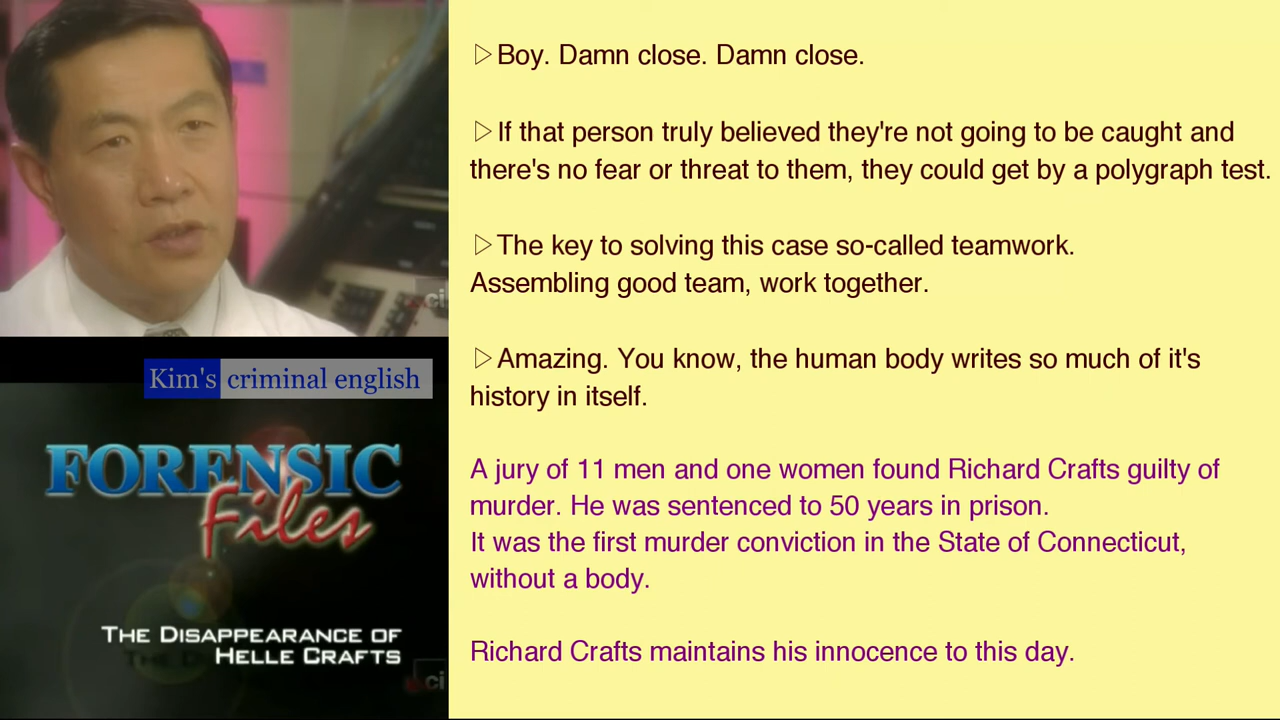 ▷Boy. Damn close. Damn close.
▷If that person truly believed they're not going to be caught and
there's no fear or threat to them, they could get by a polygraph test.
▷The key to solving this case so-called teamwork.
Assembling good team, work together.
▷Amazing. You know, the human body writes so much of it's
history in itself.
A jury of 11 men and one women found Richard Crafts guilty of
murder. He was sentenced to 50 years in prison.
It was the first murder conviction in the State of Connecticut,
without a body.
Richard Crafts maintains his innocence to this day.
ci
Kim's criminal english
FORENSIC
Files
THE DISAPPEARANCE OF
HELLE CRAFTS
ci